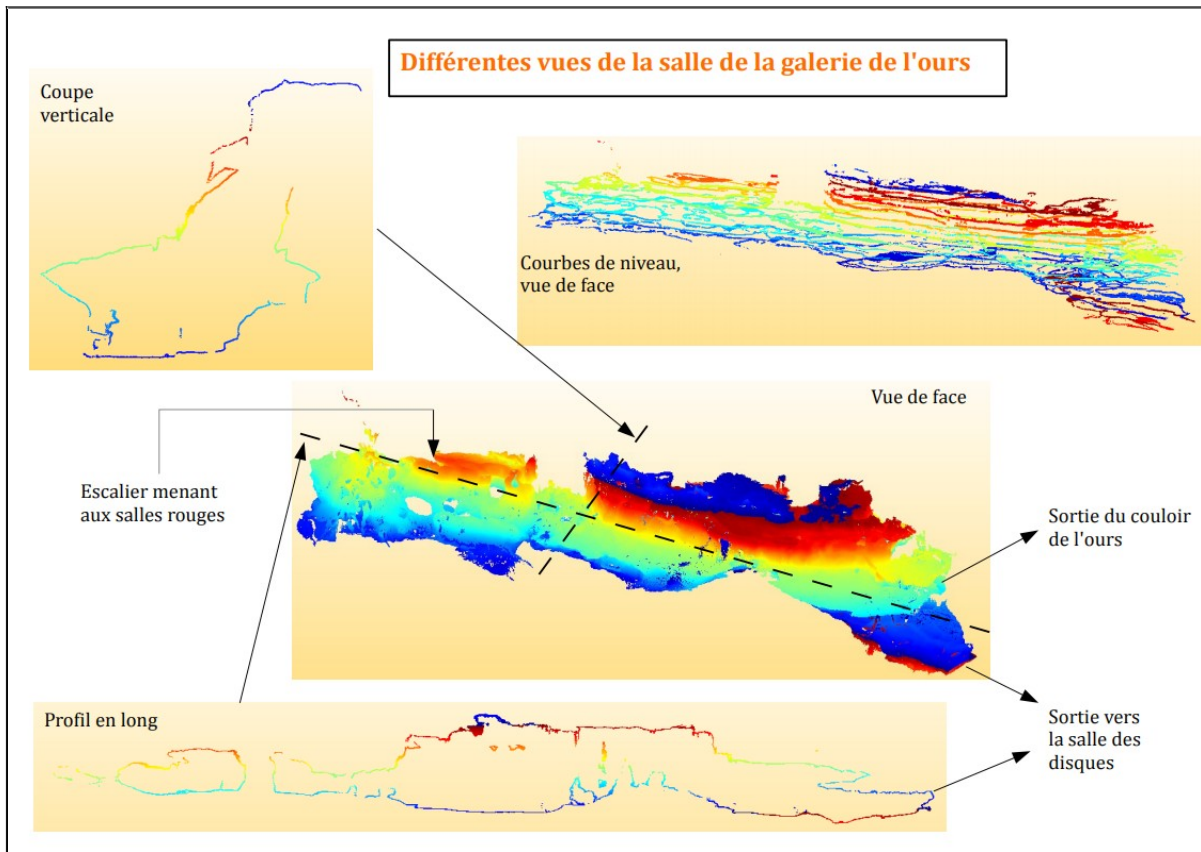 Différentes vues de la salle de la galerie de l'ours
Coupe
verticale
Courbes de niveau,
vue de face
Vue de face
Escalier menant
aux salles rouges
Sortie du couloir
de l'ours
Profil en long
Sortie vers
la salle des
disques